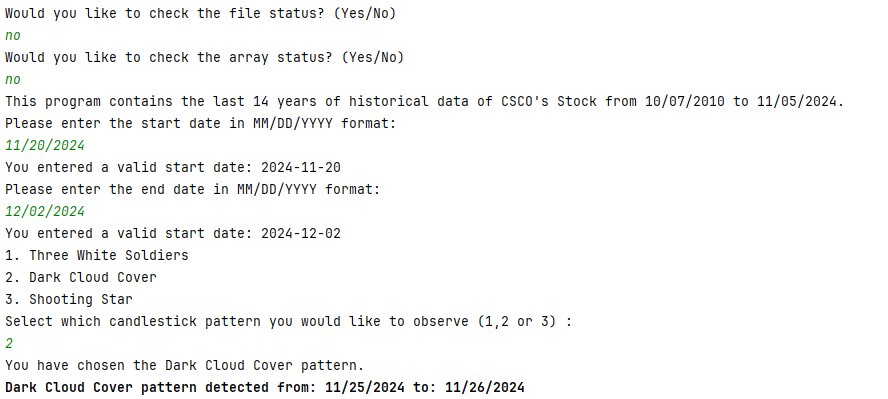 Would you like to check the file status? (Yes/No)
no
Would you like to check the array status? (Yes/No)
no
This program contains the last 14 years of historical data of CSCO's Stock from 10/07/2010 to 11/05/2024.
Please enter the start date in MM/DD/YYYY format:
11/20/2024
You entered a valid start date: 2024-11-20
Please enter the end date in MM/DD/YYYY format:
12/02/2024
You entered a valid start date: 2024-12-02
1. Three White Soldiers
2. Dark Cloud Cover
3. Shooting Star
Select which candlestick pattern you would like to observe (1,2 or 3) :
2
You have chosen the Dark Cloud Cover pattern.
Dark Cloud Cover pattern detected from: 11/25/2024 to: 11/26/2024